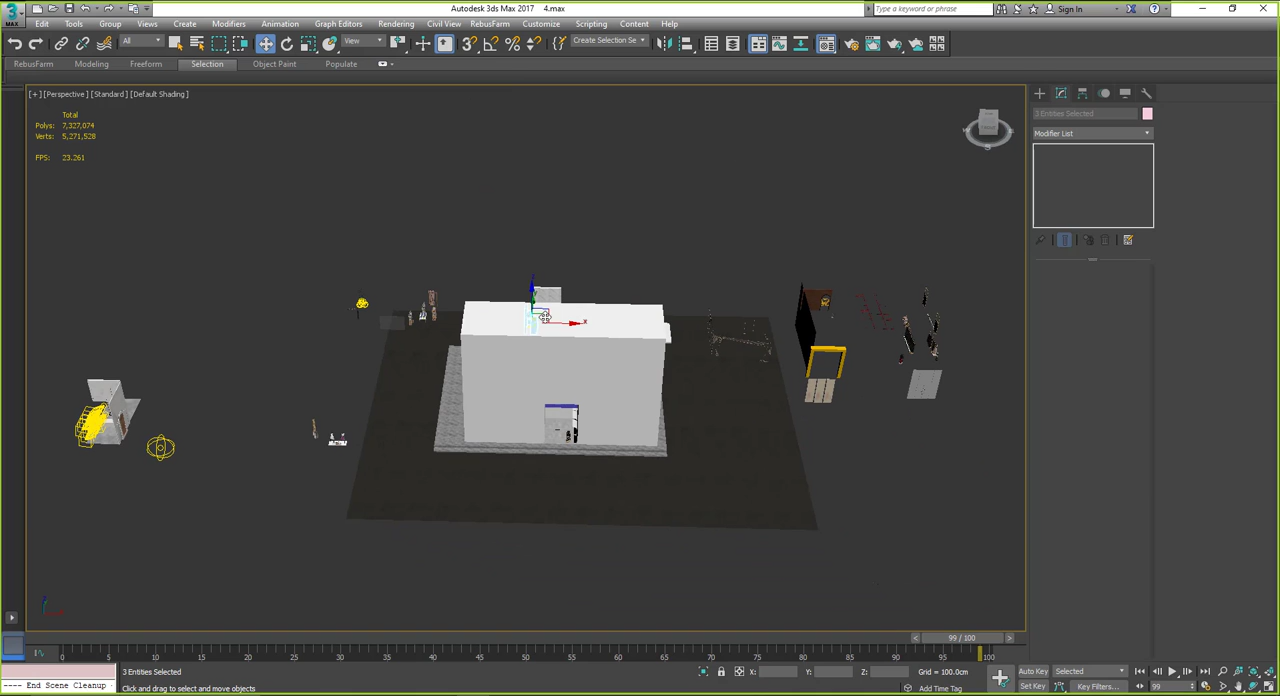 Autodesk 3ds Max 2017 4.max
Type a keyword or phrase
Sign In
3
MAX
Edit Tools Group Views Create Modifiers Animation Graph Editors Rendering Civil View RebusFarm Customize Scripting Content Help
All
View
Create Selection Se
RebusFarm Modeling Freeform Selection Object Paint Populate
[+] [Perspective] [Standard] [Default Shading]
Total
Polys: 7,327,074
Verts: 5,271,528
FPS: 23.261
3 Entities Selected
Modifier List
x
< 99 / 100 >
0 5 10 15 20 25 30 35 40 45 50 55 60 65 70 75 80 85 90 95 100
3 Entities Selected
X: Y: Z: Grid = 100.0cm
Auto Key Selected
End Scene Cleanup
Click and drag to select and move objects
Add Time Tag
Set Key Key Filters... 99